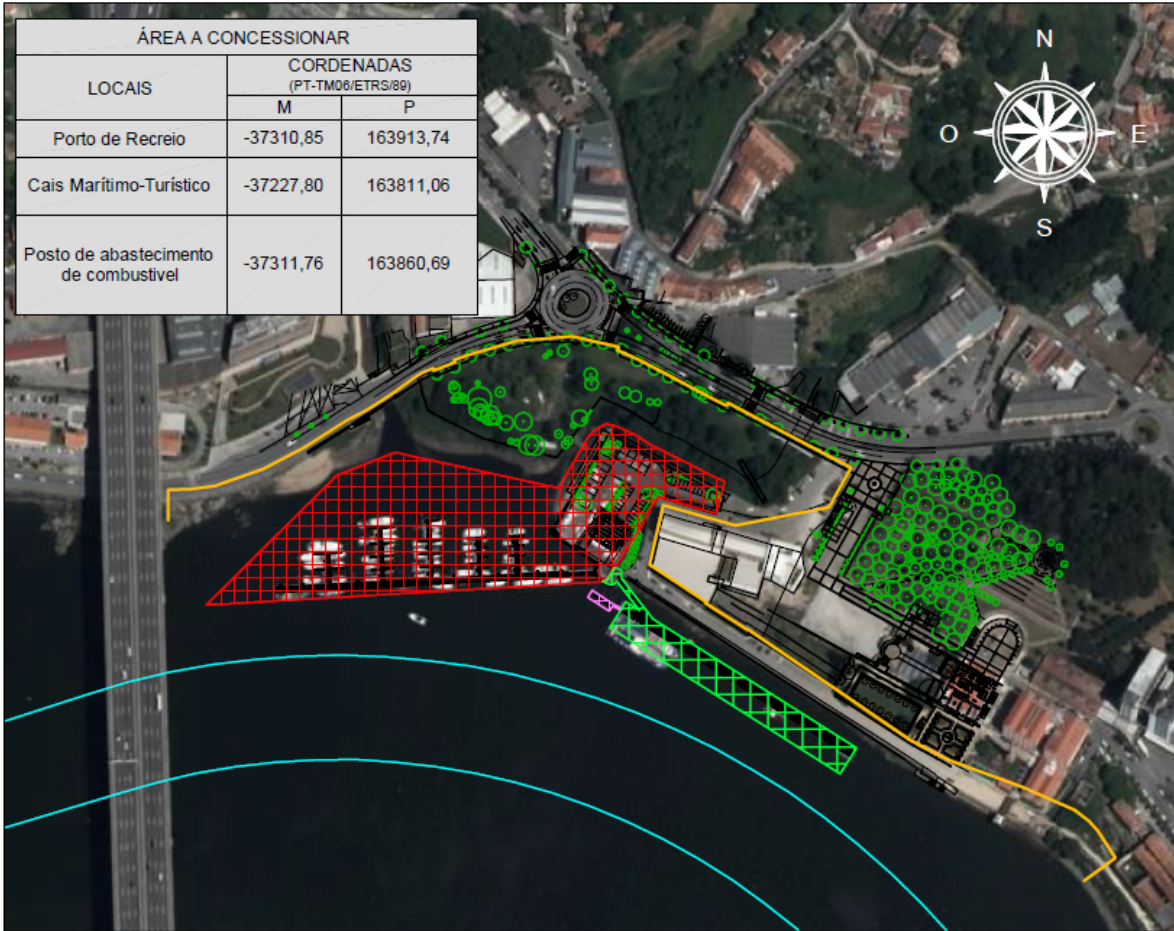 ÁREA A CONCESSIONAR
LOCAIS
CORDENADAS
(PT-TM06/ETRS/89)
M P
Porto de Recreio -37310,85 163913,74
Cais Marítimo-Turístico -37227,80 163811,06
Posto de abastecimento
de combustivel
-37311,76 163860,69
N
O E
S